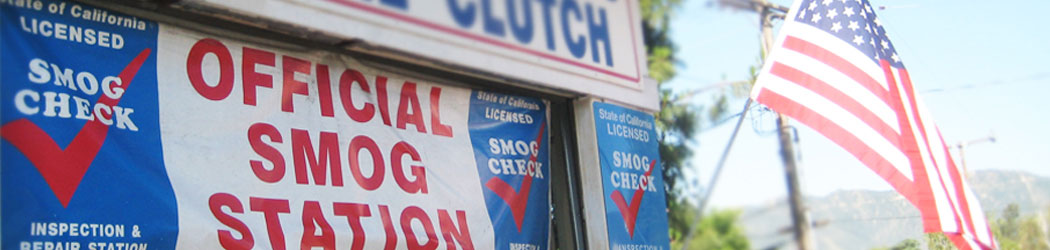 CLUTCH
State of California
LICENSED
SMOG
CHECK
INSPECTION &
REPAIR STATION
OFFICIAL
SMOG
STATION
State of California
LICENSED
SMOG
CHECK
State of California
LICENSED
SMOG
CHECK